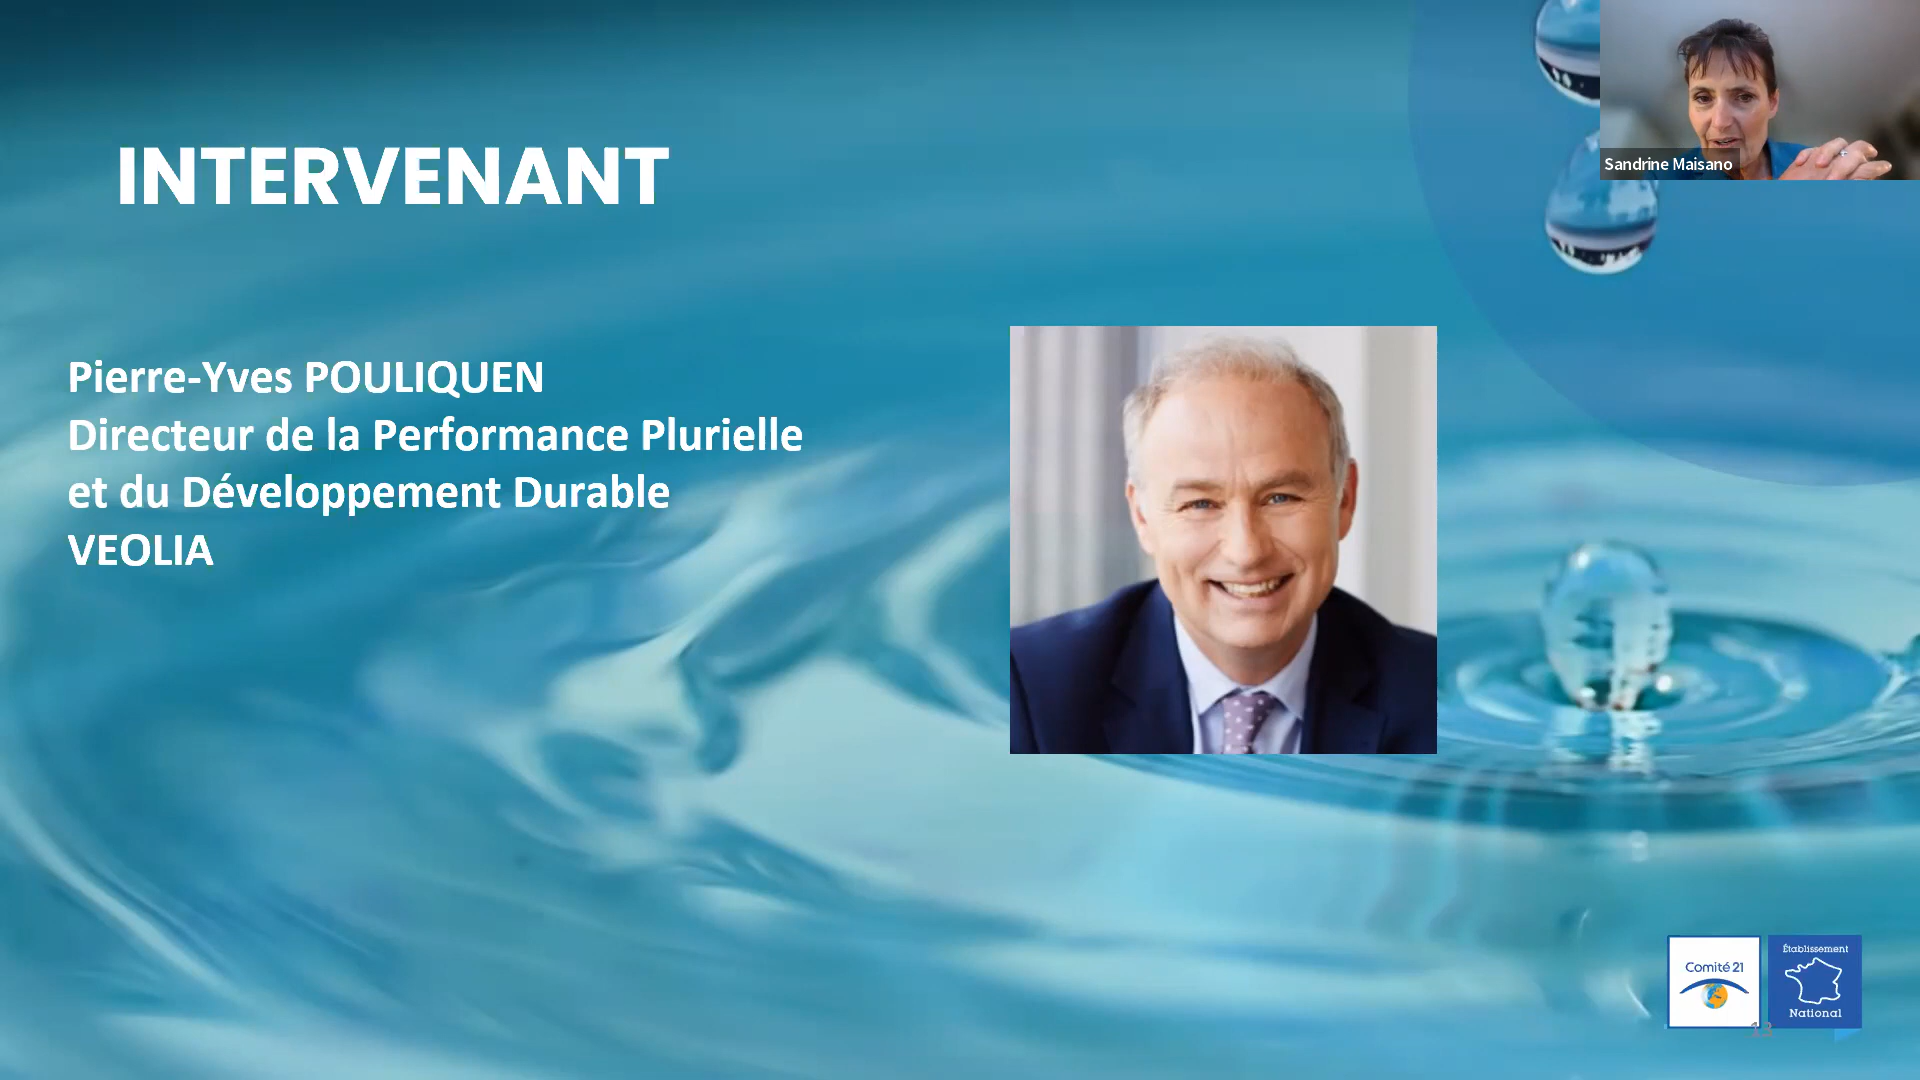 INTERVENANT
Sandrine Maisano
Pierre-Yves POULIQUEN
Directeur de la Performance Plurielle
et du Développement Durable
VEOLIA
Comité 21
Établissement
National
13